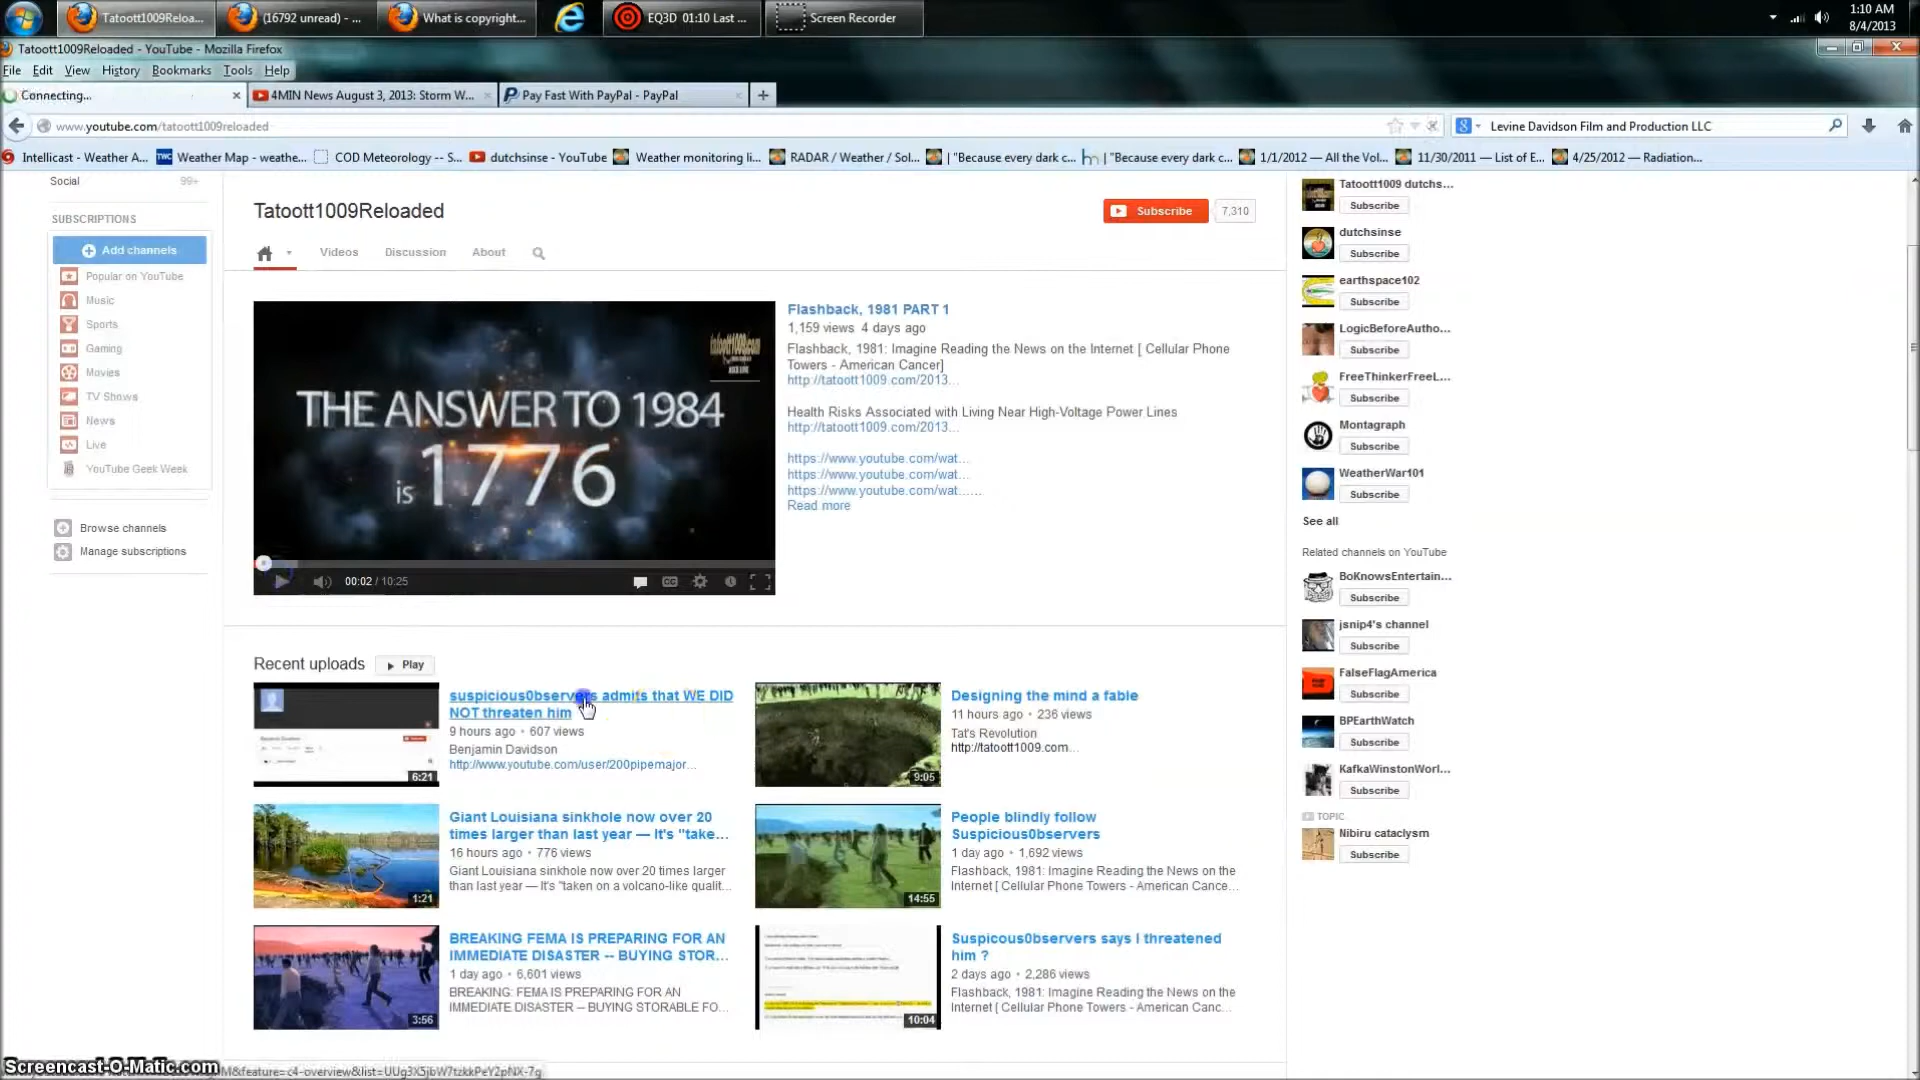 Tatoott1009Reloa...
(16792 unread) - ...
What is copyright...
EQ3D 01:10 Last ...
Screen Recorder
1:10 AM
8/4/2013
Tatoott1009Reloaded - YouTube - Mozilla Firefox
File Edit View History Bookmarks Tools Help
Connecting...
4MIN News August 3, 2013: Storm W...
Pay Fast With PayPal - PayPal
www.youtube.com/tatoott1009reloaded
Levine Davidson Film and Production LLC
Intellicast - Weather A...
Weather Map - weathe...
COD Meteorology -- S...
dutchsinse - YouTube
Weather monitoring li...
RADAR / Weather / Sol...
| "Because every dark c...
| "Because every dark c...
1/1/2012 — All the Vol...
11/30/2011 — List of E...
4/25/2012 — Radiation...
Social 99+
SUBSCRIPTIONS
Add channels
Popular on YouTube
Music
Sports
Gaming
Movies
TV Shows
News
Live
YouTube Geek Week
Browse channels
Manage subscriptions
Tatoott1009Reloaded
Subscribe 7,310
Videos Discussion About
tatoott1009.com
THE ANSWER TO 1984
is 1776
00:02 / 10:25
Flashback, 1981 PART 1
1,159 views 4 days ago
Flashback, 1981: Imagine Reading the News on the Internet [ Cellular Phone
Towers - American Cancer]
http://tatoott1009.com/2013...
Health Risks Associated with Living Near High-Voltage Power Lines
http://tatoott1009.com/2013...
https://www.youtube.com/wat...
https://www.youtube.com/wat...
https://www.youtube.com/wat......
Read more
Recent uploads Play
6:21
suspicious0bservers admits that WE DID
NOT threaten him
9 hours ago • 607 views
Benjamin Davidson
http://www.youtube.com/user/200pipemajor...
9:05
Designing the mind a fable
11 hours ago • 236 views
Tat's Revolution
http://tatoott1009.com...
1:21
Giant Louisiana sinkhole now over 20
times larger than last year — It's "take...
16 hours ago • 776 views
Giant Louisiana sinkhole now over 20 times larger
than last year — It's "taken on a volcano-like qualit...
14:55
People blindly follow
Suspicious0bservers
1 day ago • 1,692 views
Flashback, 1981: Imagine Reading the News on the
Internet [ Cellular Phone Towers - American Cance...
3:56
BREAKING FEMA IS PREPARING FOR AN
IMMEDIATE DISASTER -- BUYING STOR...
1 day ago • 6,601 views
BREAKING: FEMA IS PREPARING FOR AN
IMMEDIATE DISASTER -- BUYING STORABLE FO...
10:04
Suspicous0bservers says I threatened
him ?
2 days ago • 2,286 views
Flashback, 1981: Imagine Reading the News on the
Internet [ Cellular Phone Towers - American Canc...
Tatoott1009 dutchs...
Subscribe
dutchsinse
Subscribe
earthspace102
Subscribe
LogicBeforeAutho...
Subscribe
FreeThinkerFreeL...
Subscribe
Montagraph
Subscribe
WeatherWar101
Subscribe
See all
Related channels on YouTube
BoKnowsEntertain...
Subscribe
jsnip4's channel
Subscribe
FalseFlagAmerica
Subscribe
BPEarthWatch
Subscribe
KafkaWinstonWorl...
Subscribe
TOPIC
Nibiru cataclysm
Subscribe
Screencast-O-Matic.com